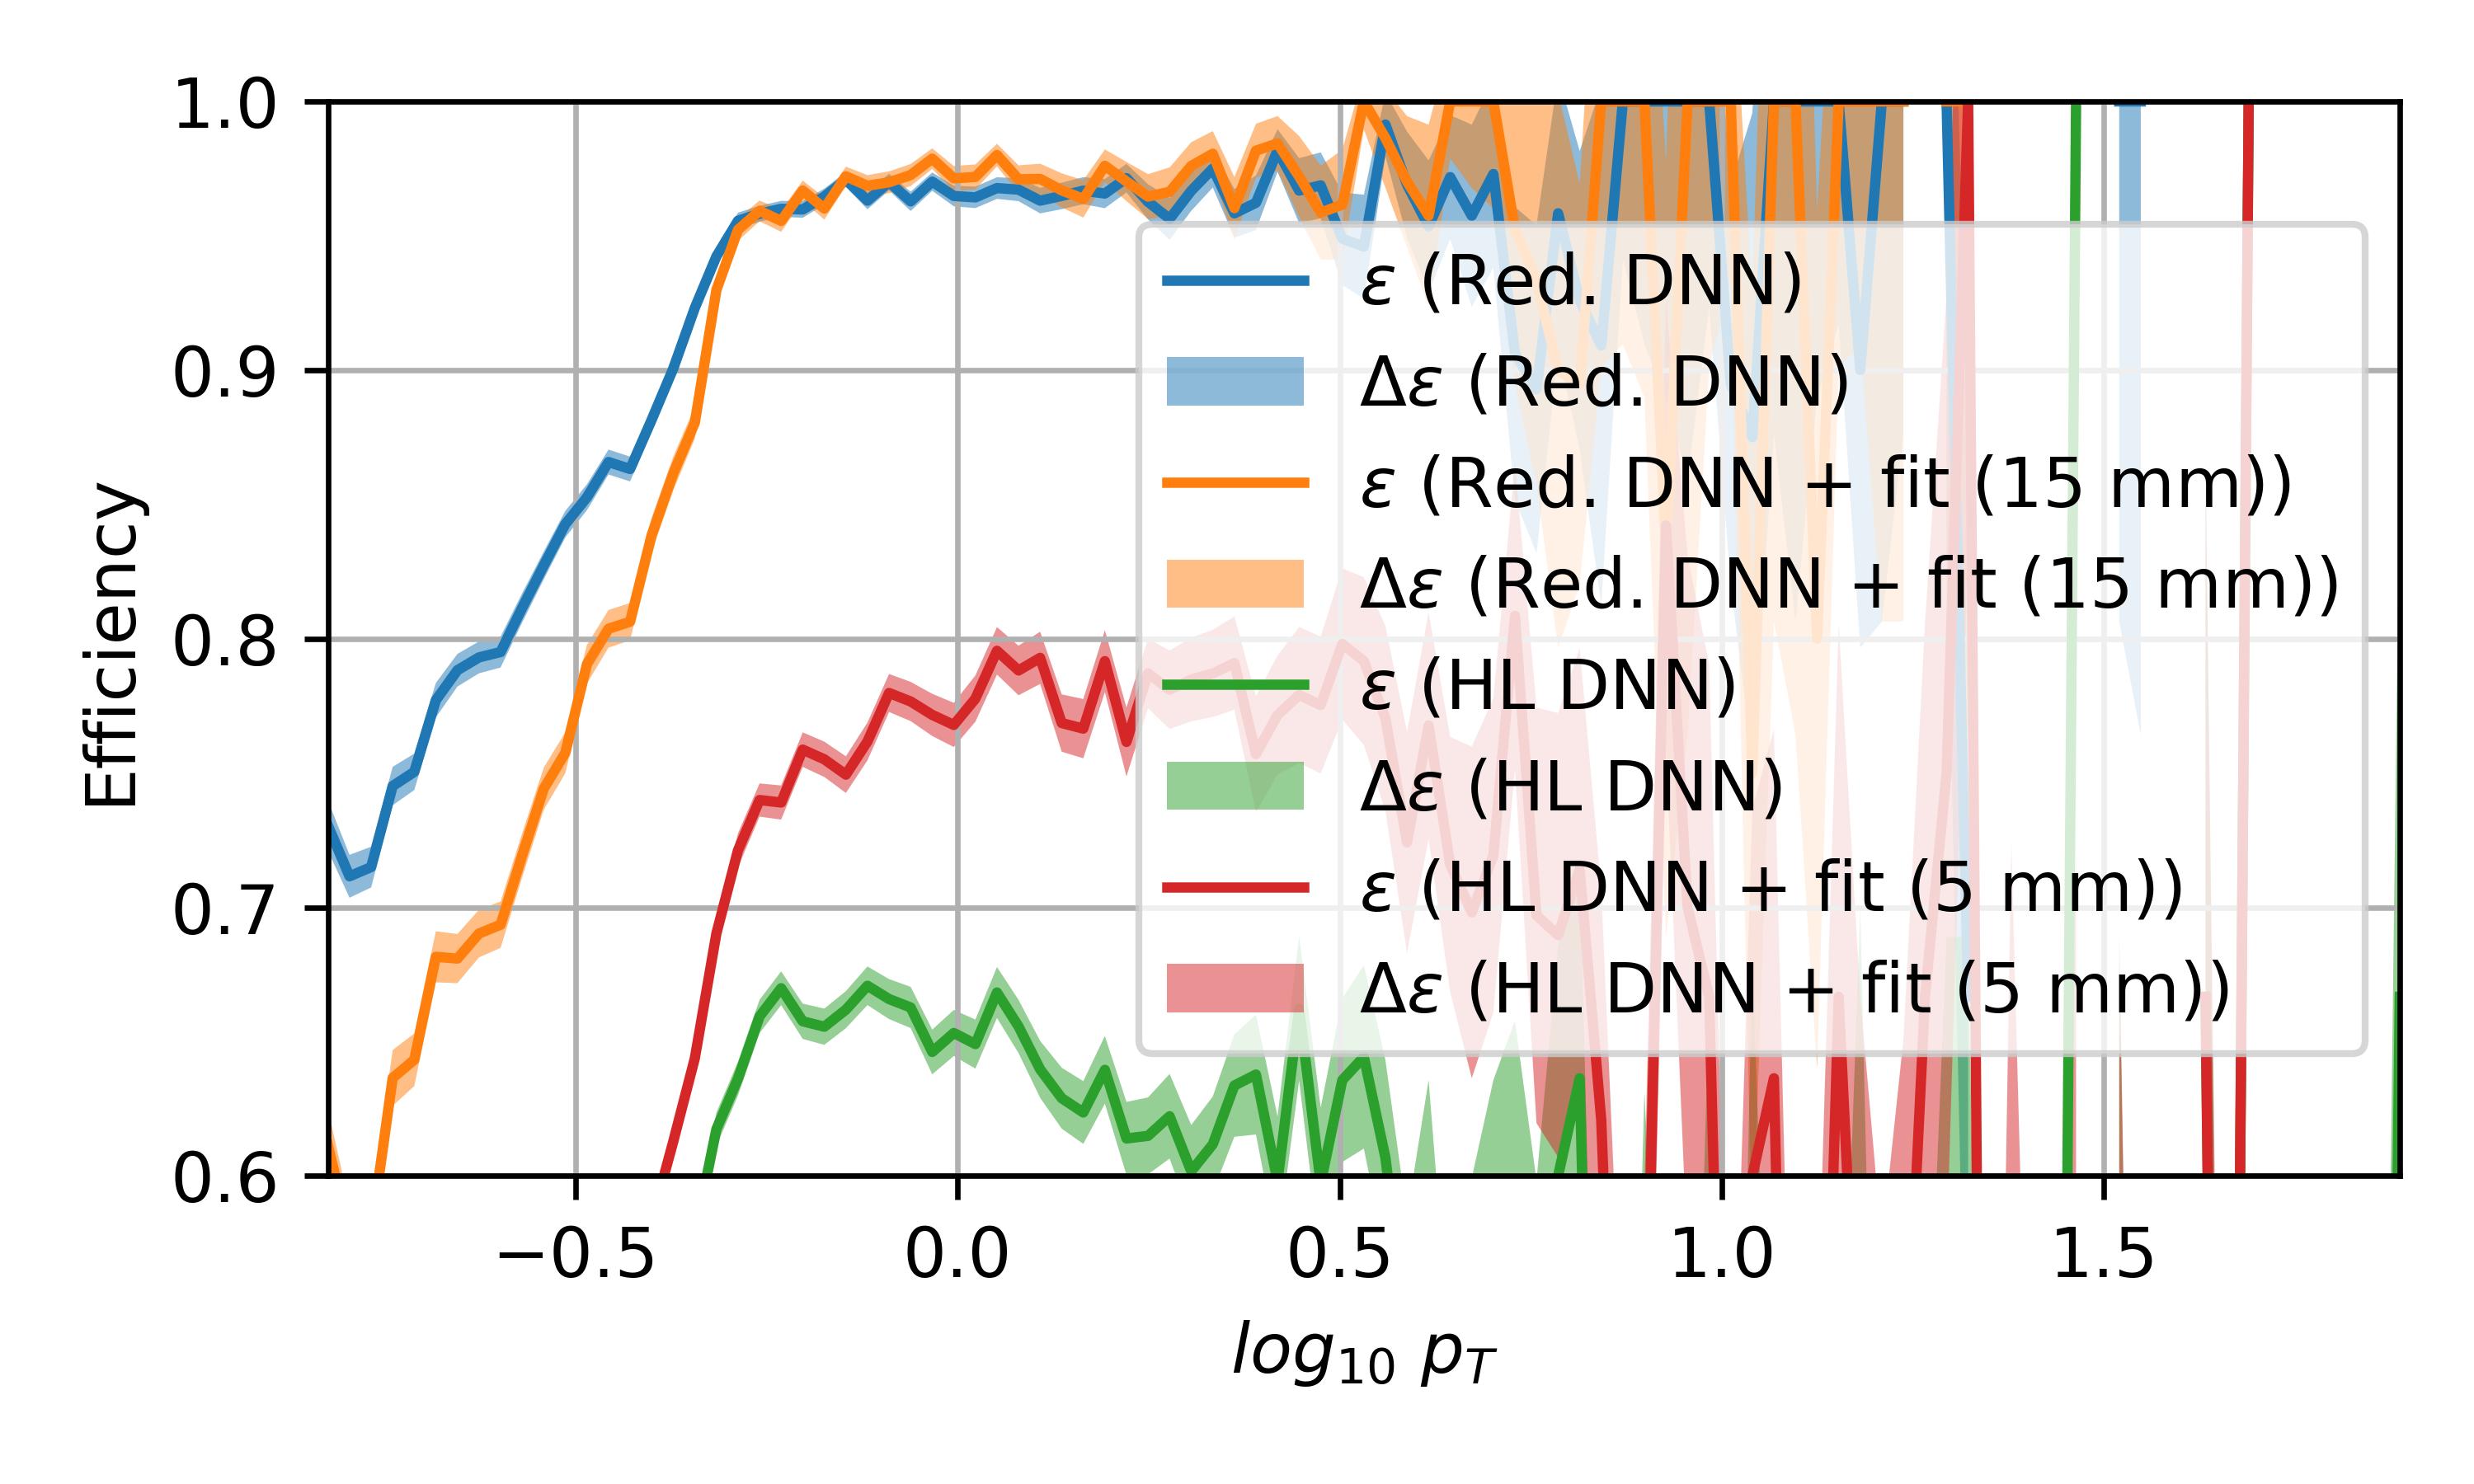 1.0
0.9
0.8
0.7
0.6
Efficiency
ε (Red. DNN)
Δε (Red. DNN)
ε (Red. DNN + fit (15 mm))
Δε (Red. DNN + fit (15 mm))
ε (HL DNN)
Δε (HL DNN)
ε (HL DNN + fit (5 mm))
Δε (HL DNN + fit (5 mm))
−0.5 0.0 0.5 1.0 1.5
log₁₀ p_T